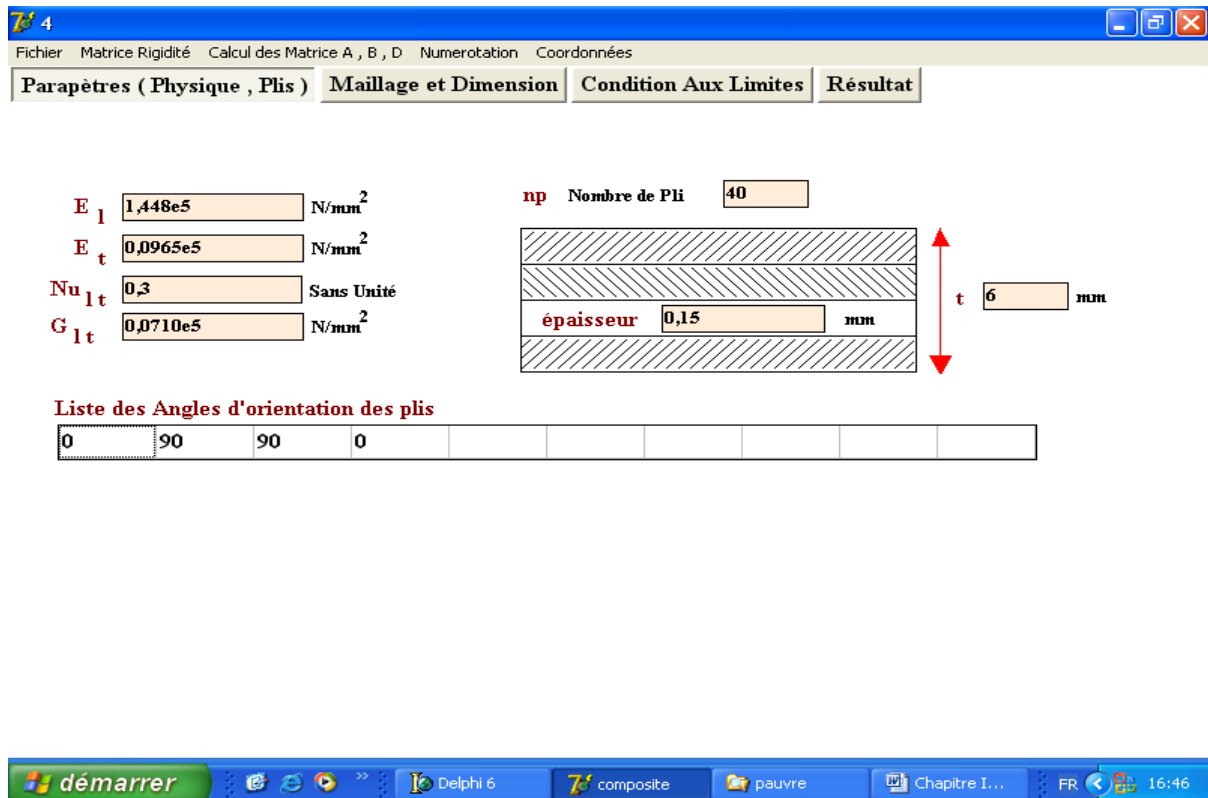 4
Fichier Matrice Rigidité Calcul des Matrice A , B , D Numerotation Coordonnées
Parapètres ( Physique , Plis ) Maillage et Dimension Condition Aux Limites Résultat
E l 1,448e5 N/mm2
np Nombre de Pli 40
E t 0,0965e5 N/mm2
Nu l t 0,3 Sans Unité
G l t 0,0710e5 N/mm2
épaisseur 0,15 mm
t 6 mm
Liste des Angles d'orientation des plis
0 90 90 0
démarrer Delphi 6 composite pauvre Chapitre I... FR 16:46